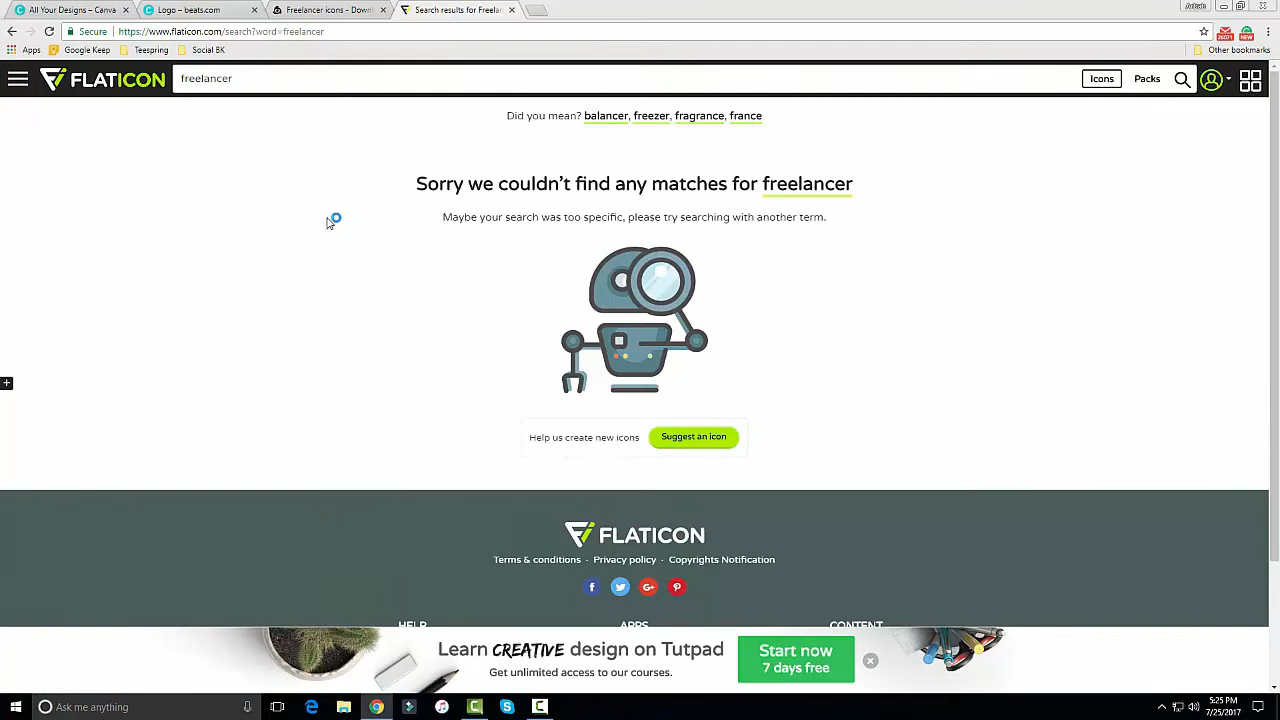 All Your Designs - Canva
Logo – beats.com
Freelancer icons - Downl
Search results for Freelan
Secure
https://www.flaticon.com/search?word=freelancer
Apps
Google Keep
Teespring
Social BK
Other bookmarks
FLATICON
freelancer
Icons
Packs
Did you mean? balancer, freezer, fragrance, france
Sorry we couldn't find any matches for freelancer
Maybe your search was too specific, please try searching with another term.
Help us create new icons
Suggest an icon
FLATICON
Terms & conditions · Privacy policy · Copyrights Notification
HELP
APPS
CONTENT
Learn CREATIVE design on Tutpad
Get unlimited access to our courses.
Start now
7 days free
Ask me anything
5:25 PM
7/25/2017